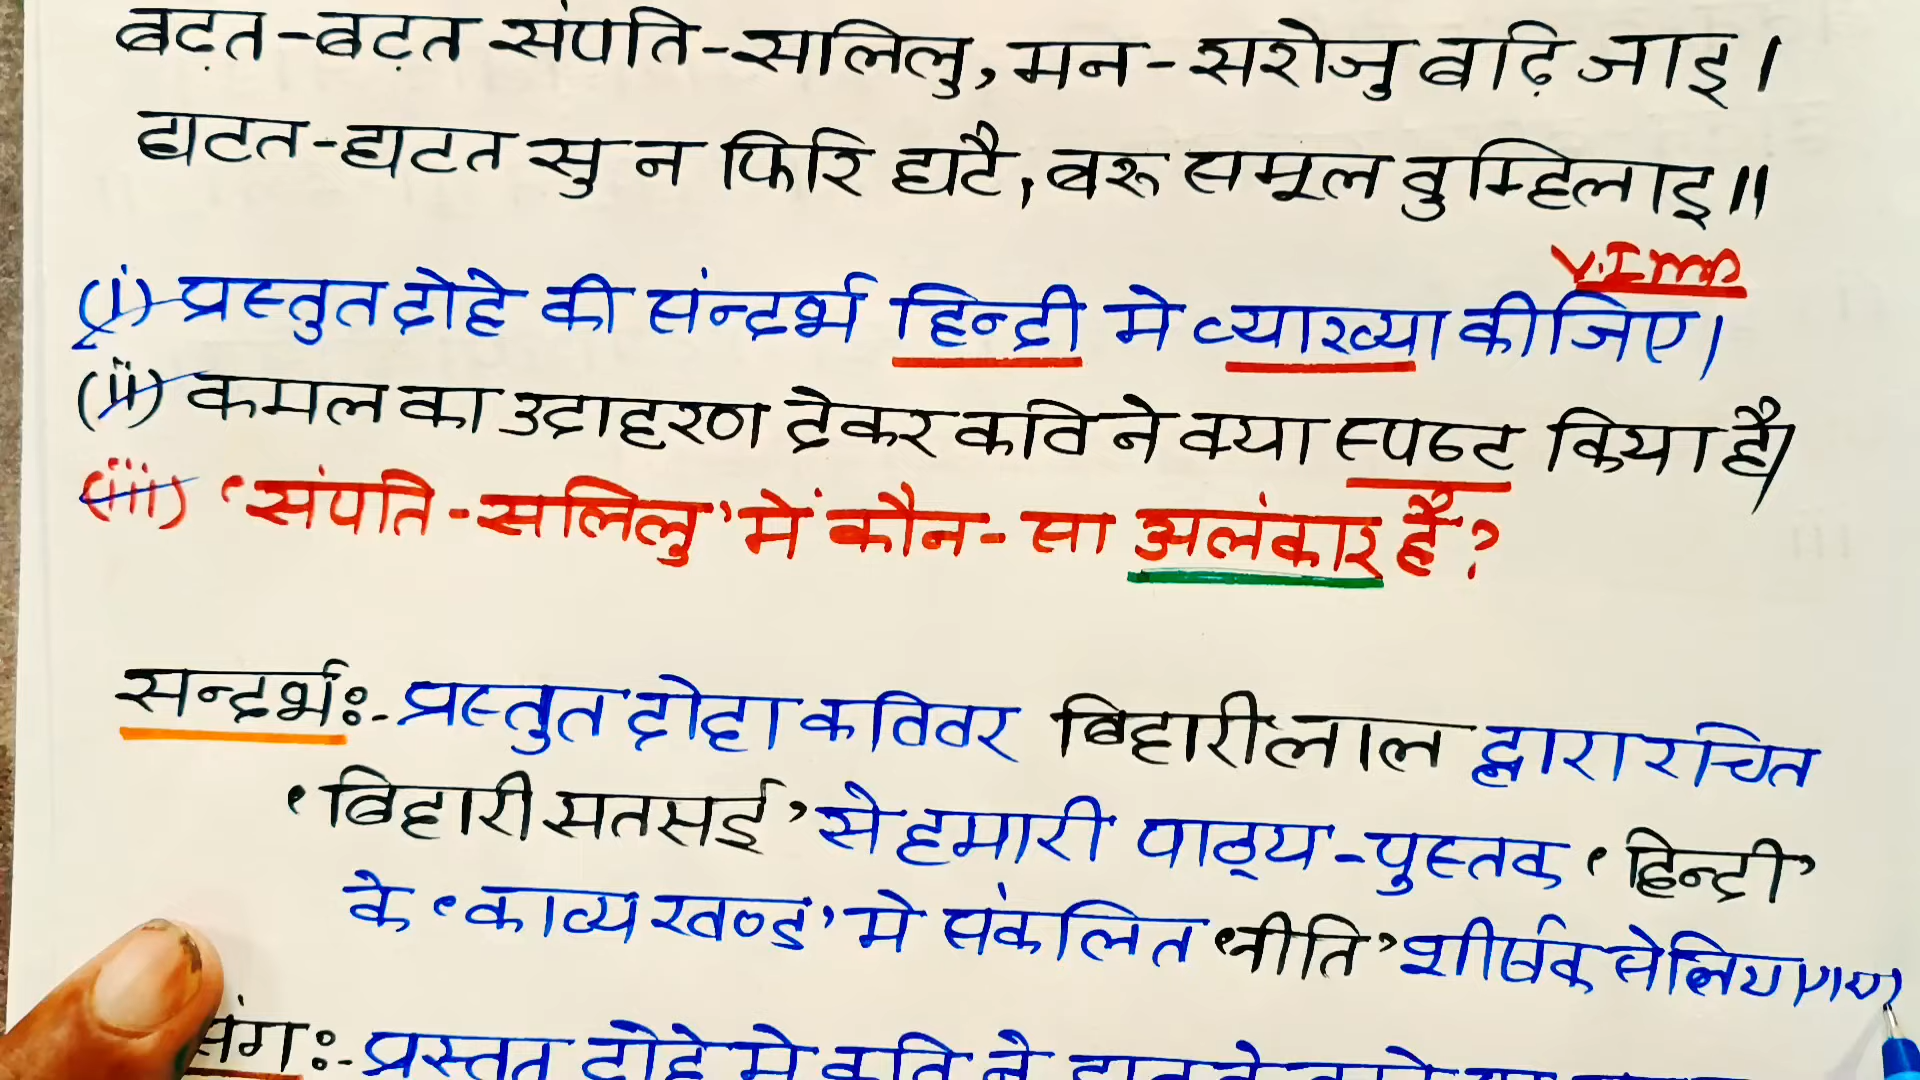 बढ़त-बढ़त संपति-सलिलु, मन-सरोजु बढ़ि जाइ।
घटत-घटत सु न फिरि घटै, बरू समूल कुम्हिलाइ॥
V.Imp
(i) प्रस्तुत दोहे की संन्दर्भ हिन्दी मे व्याख्या कीजिए।
(ii) कमल का उदाहरण देकर कवि ने क्या स्पष्ट किया है।
(iii) 'संपति-सलिलु' में कौन-सा अलंकार है?
सन्दर्भ:- प्रस्तुत दोहा कविवर बिहारीलाल द्वारा रचित
'बिहारी सतसई' से हमारी पाठ्य-पुस्तक 'हिन्दी'
के 'काव्यखण्ड' मे संकलित 'नीति' शीर्षक से लिया गया
संग:- प्रस्तुत दोहे मे कवि ने